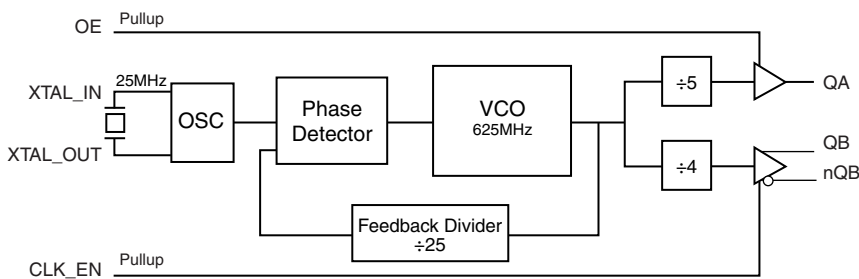 OE
Pullup
XTAL_IN
25MHz
XTAL_OUT
OSC
Phase
Detector
VCO
625MHz
÷5
QA
÷4
QB
nQB
Feedback Divider
÷25
CLK_EN
Pullup